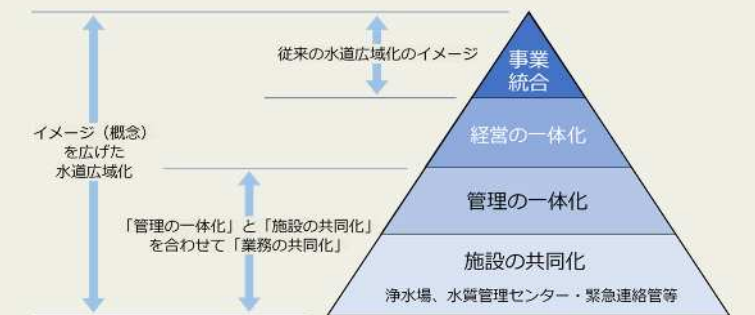 従来の水道広域化のイメージ
事業
統合
イメージ（概念）
を広げた
水道広域化
経営の一体化
管理の一体化
「管理の一体化」と「施設の共同化」
を合わせて「業務の共同化」
施設の共同化
浄水場、水質管理センター・緊急連絡管等